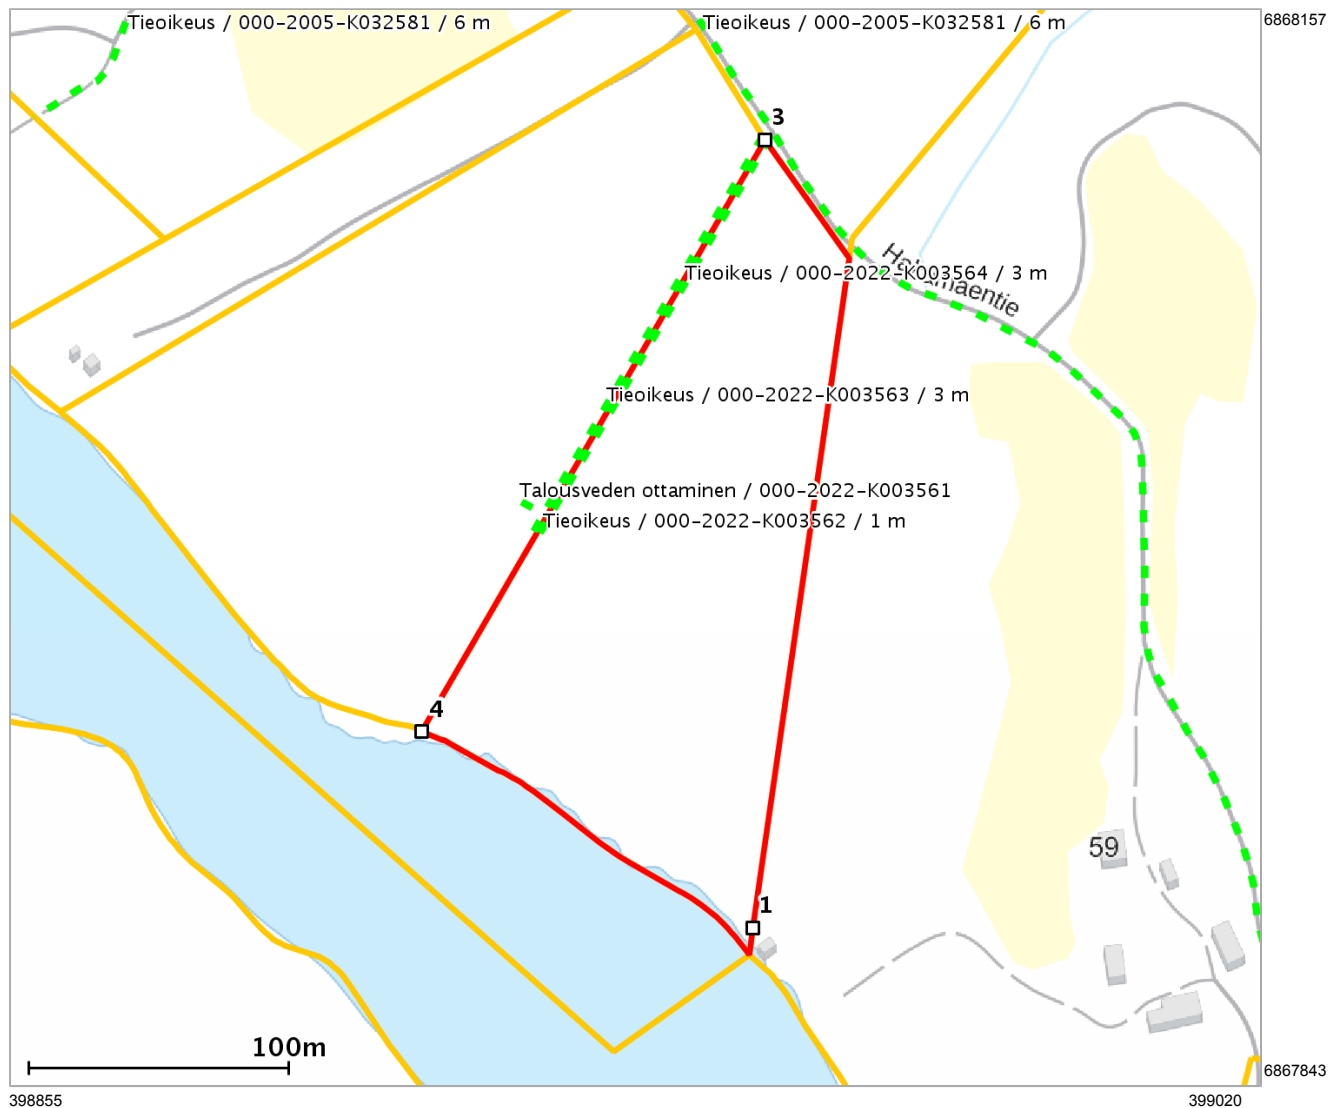 Tieoikeus / 000-2005-K032581 / 6 m
Tieoikeus / 000-2005-K032581 / 6 m
6868157
3
Tieoikeus / 000-2022-K003564 / 3 m
Tieoikeus / 000-2022-K003563 / 3 m
Talousveden ottaminen / 000-2022-K003561
Tieoikeus / 000-2022-K003562 / 1 m
4
59
1
100m
6867843
398855
399020